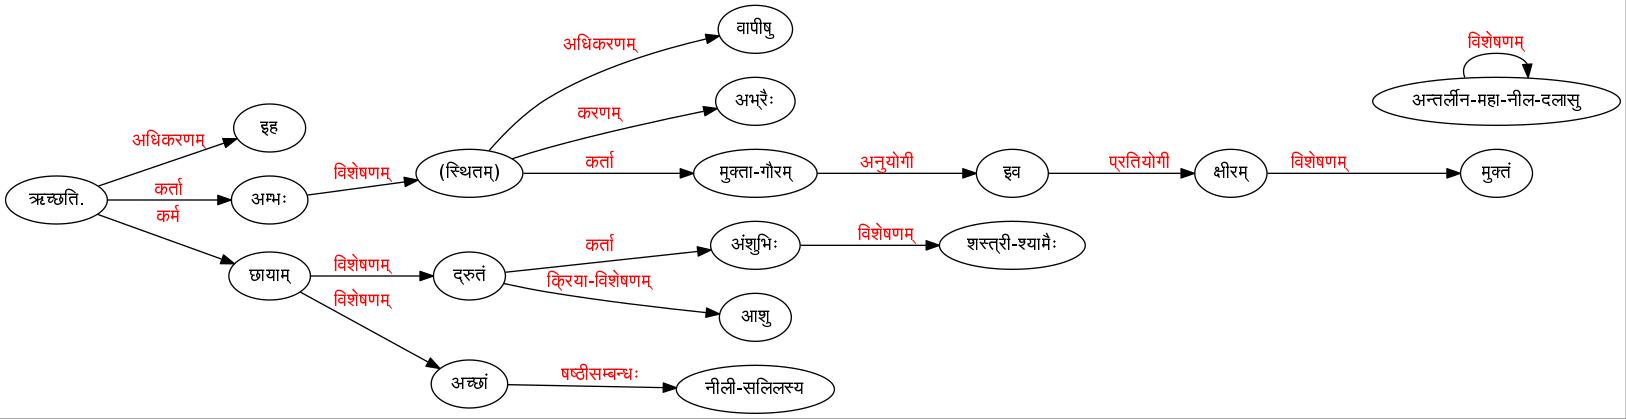 वापीषु
अधिकरणम्
विशेषणम्
अभ्रैः
अन्तर्लीन-महा-नील-दलासु
करणम्
इह
अधिकरणम्
(स्थितम्)
कर्ता
मुक्ता-गौरम्
अनुयोगी
इव
प्रतियोगी
क्षीरम्
विशेषणम्
मुक्तं
विशेषणम्
ऋच्छति.
कर्ता
अम्भः
कर्म
अंशुभिः
विशेषणम्
शस्त्री-श्यामैः
कर्ता
छायाम्
विशेषणम्
द्रुतं
क्रिया-विशेषणम्
विशेषणम्
आशु
अच्छां
षष्ठीसम्बन्धः
नीली-सलिलस्य